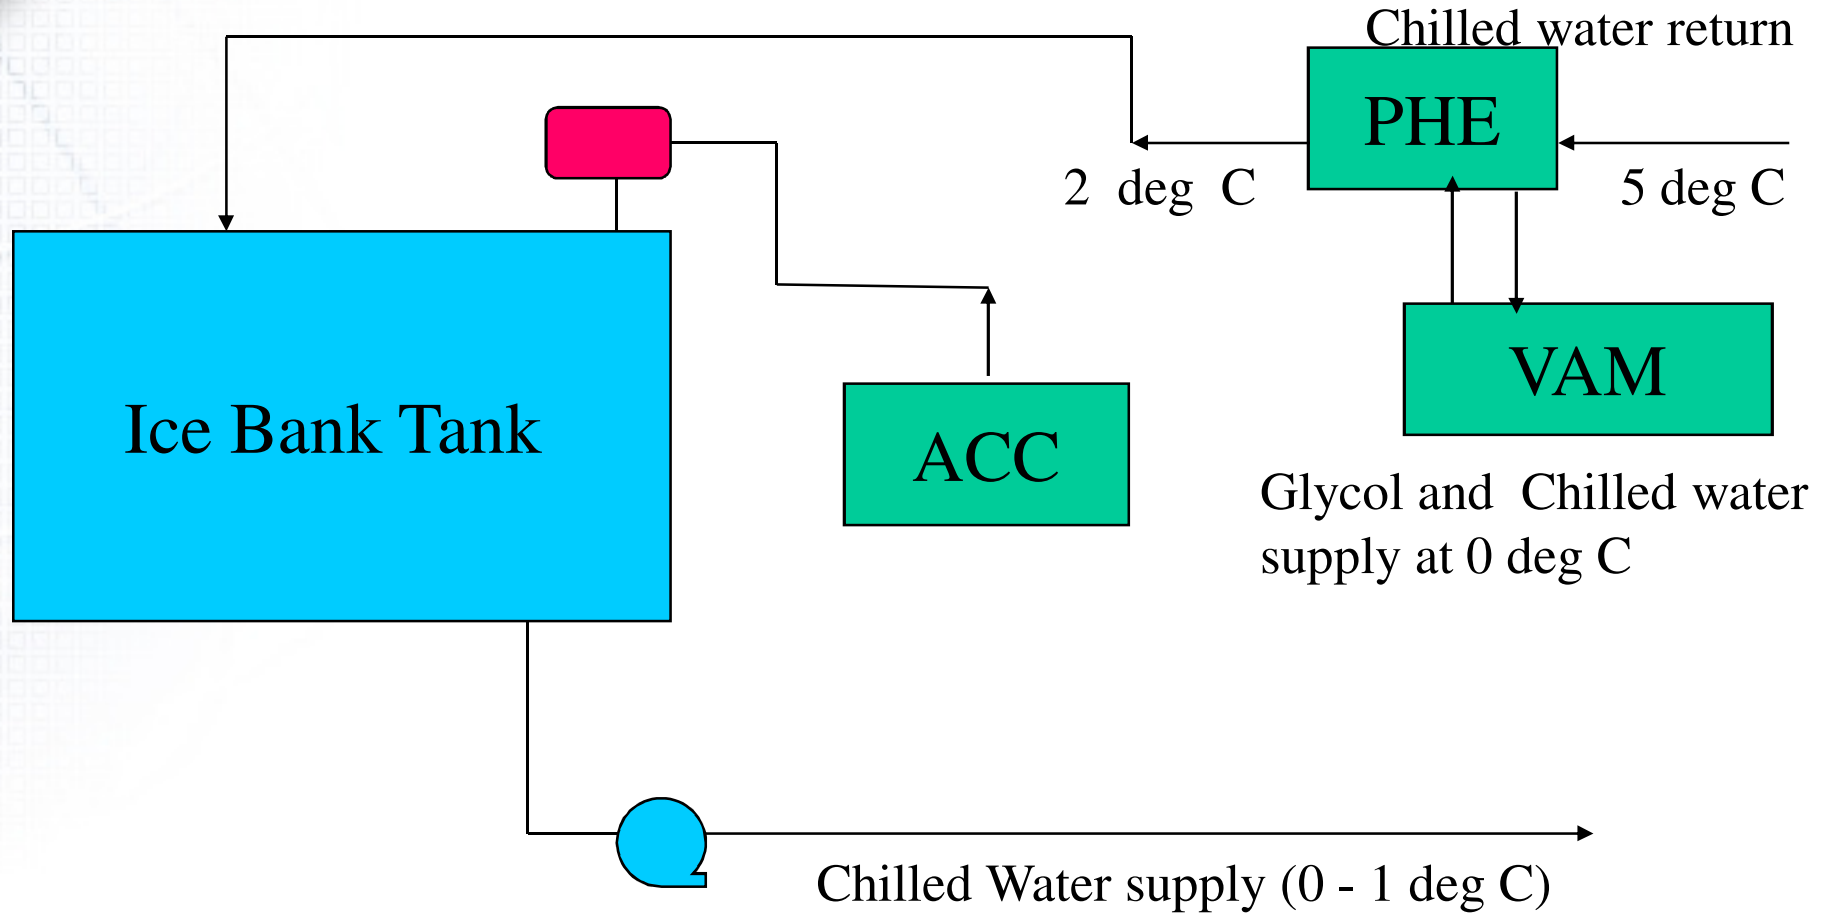 Chilled water return
PHE
2 deg C
5 deg C
VAM
Ice Bank Tank
ACC
Glycol and Chilled water
supply at 0 deg C
Chilled Water supply (0 - 1 deg C)